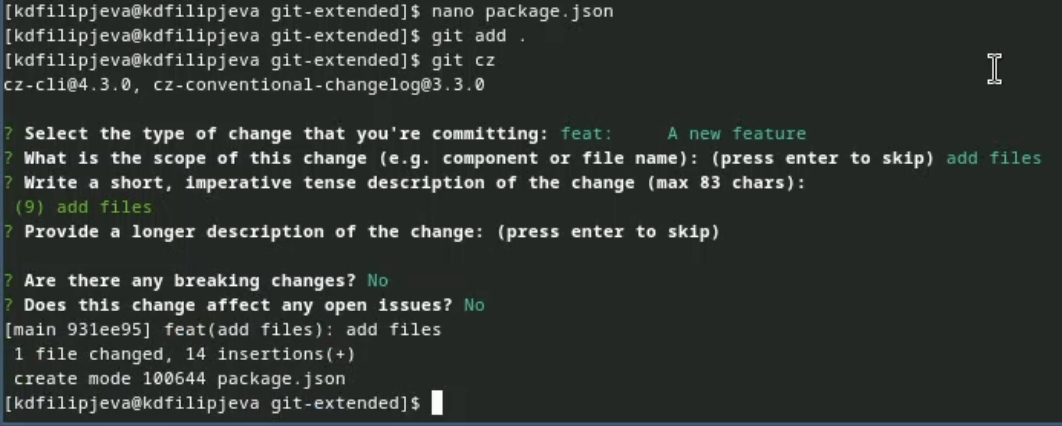 [kdfilipjeva@kdfilipjeva git-extended]$ nano package.json
[kdfilipjeva@kdfilipjeva git-extended]$ git add .
[kdfilipjeva@kdfilipjeva git-extended]$ git cz
cz-cli@4.3.0, cz-conventional-changelog@3.3.0
? Select the type of change that you're committing: feat:     A new feature
? What is the scope of this change (e.g. component or file name): (press enter to skip) add files
? Write a short, imperative tense description of the change (max 83 chars):
(9) add files
? Provide a longer description of the change: (press enter to skip)
? Are there any breaking changes? No
? Does this change affect any open issues? No
[main 931ee95] feat(add files): add files
1 file changed, 14 insertions(+)
create mode 100644 package.json
[kdfilipjeva@kdfilipjeva git-extended]$